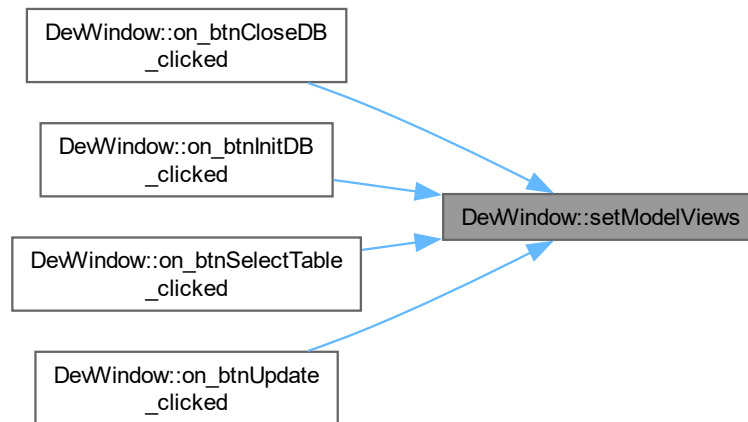 DevWindow::on_btnCloseDB
_clicked
DevWindow::on_btnInitDB
_clicked
DevWindow::setModelViews
DevWindow::on_btnSelectTable
_clicked
DevWindow::on_btnUpdate
_clicked